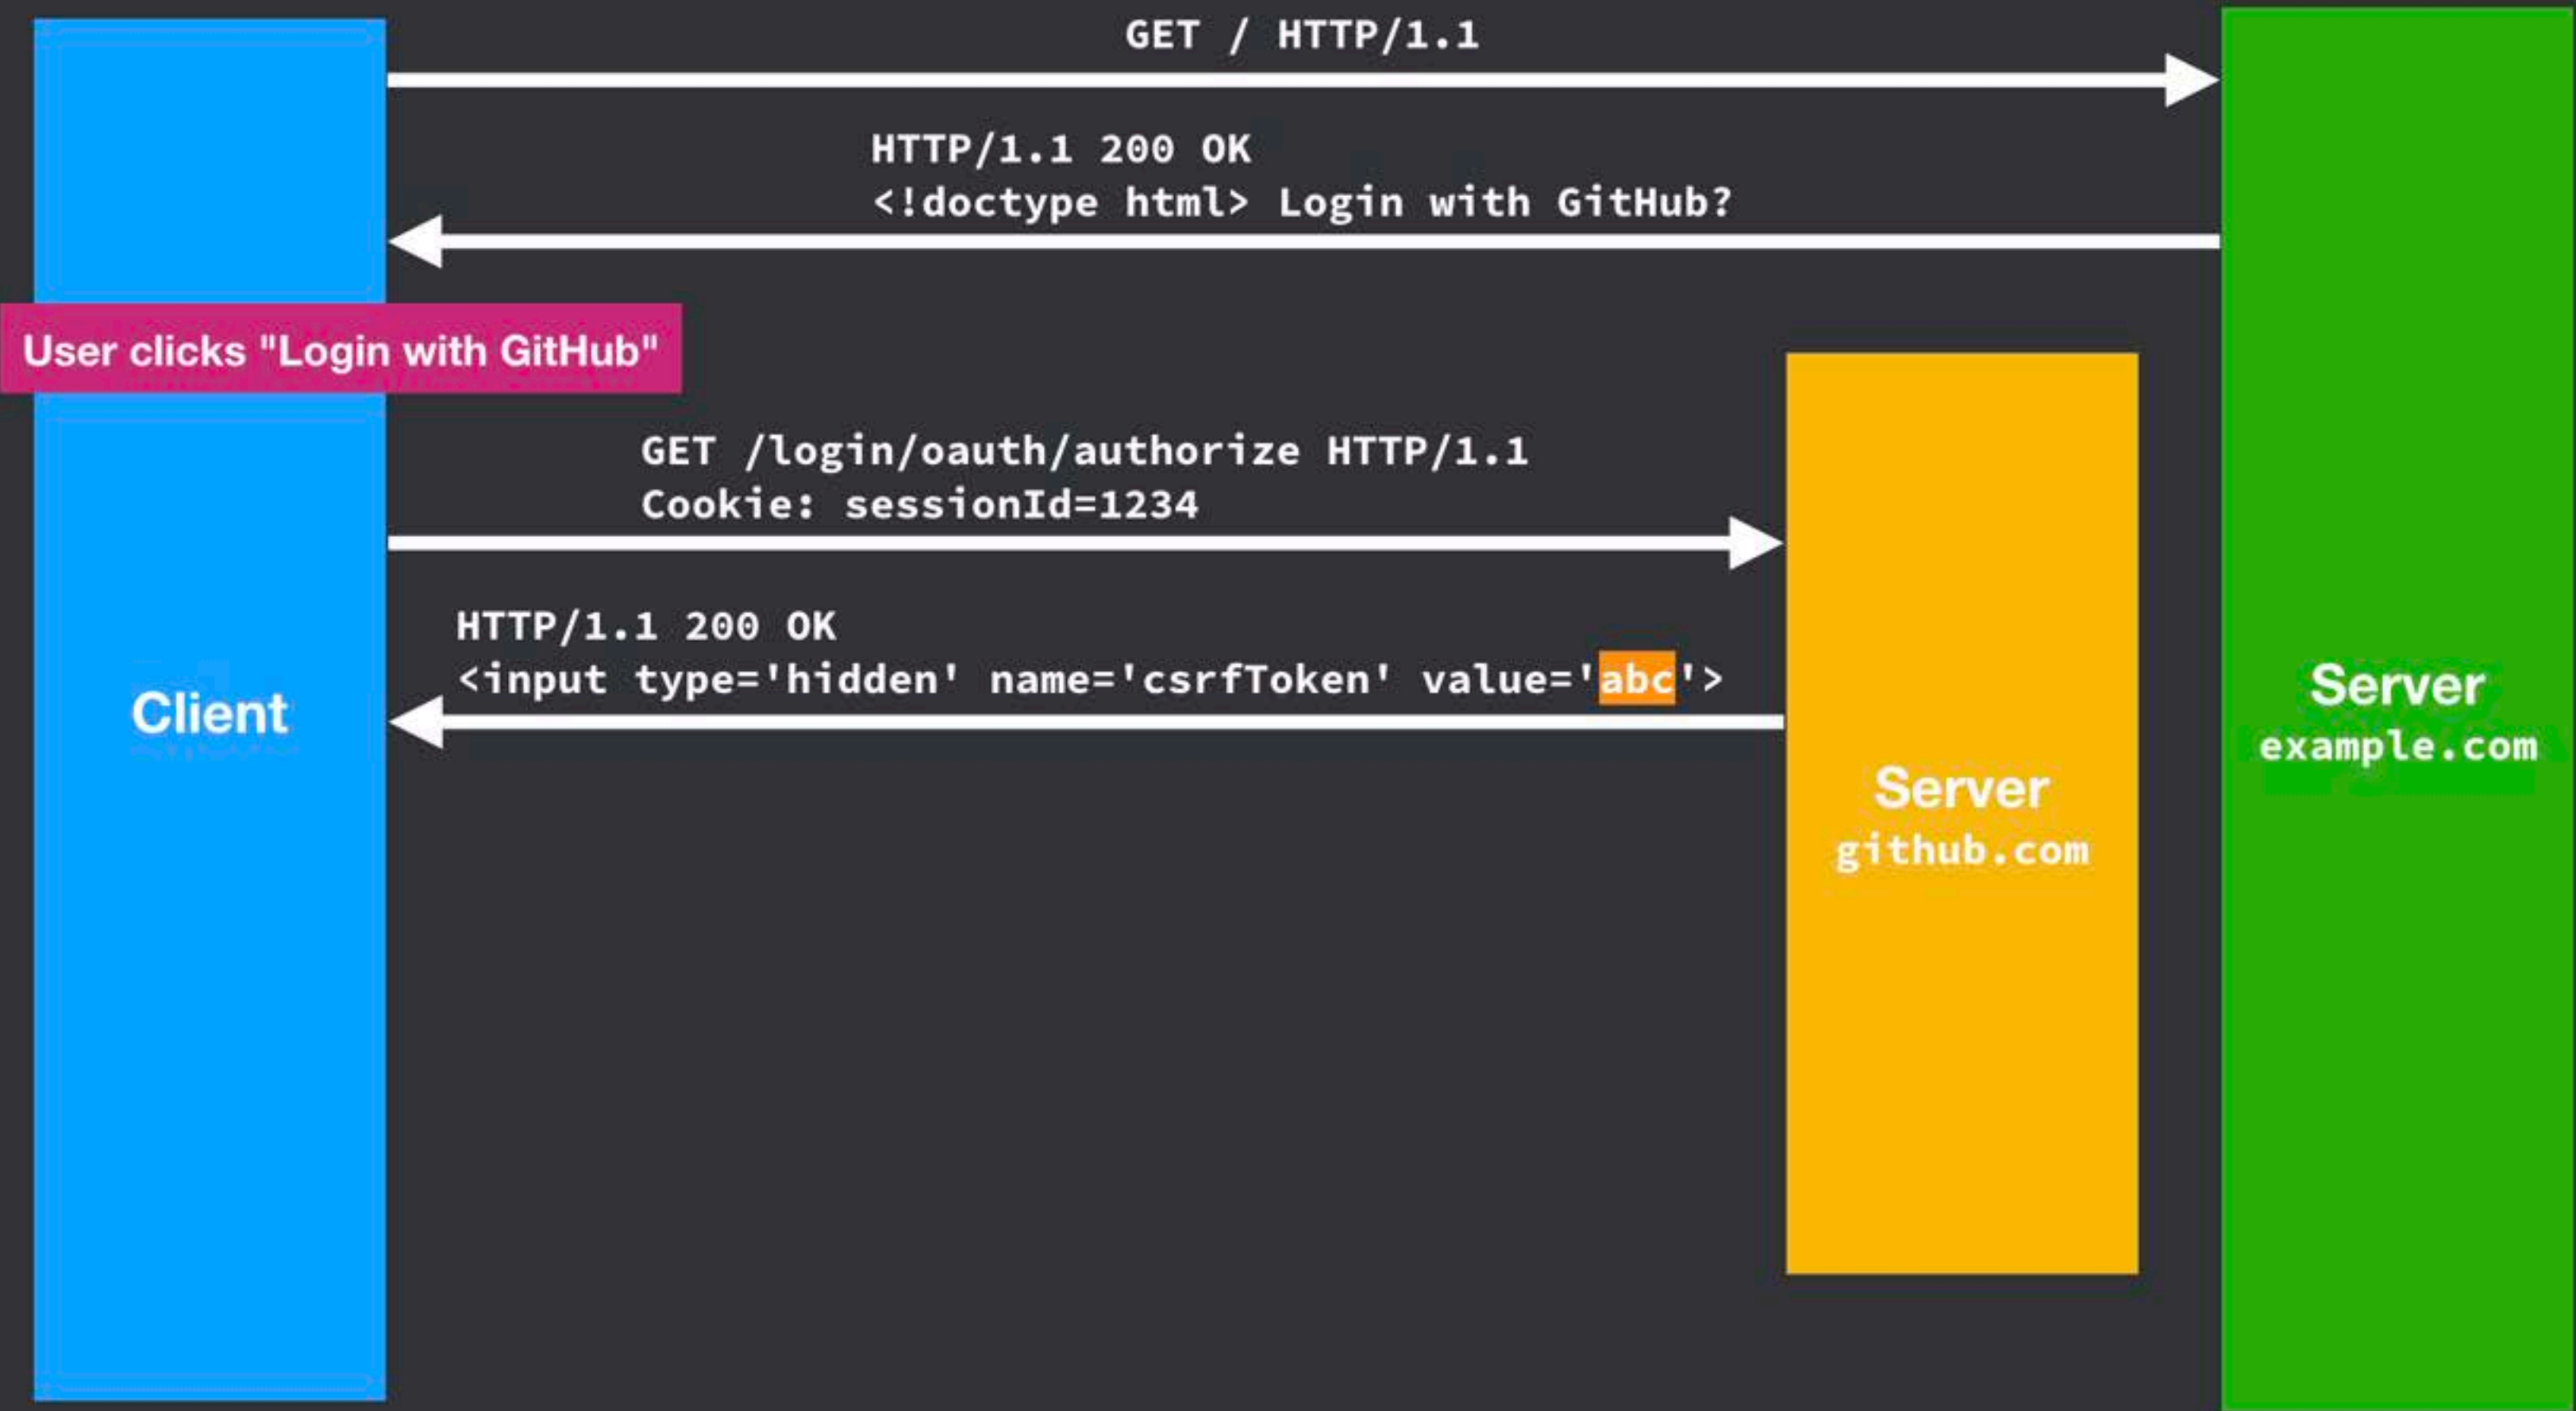 GET / HTTP/1.1
HTTP/1.1 200 OK
<!doctype html> Login with GitHub?
User clicks "Login with GitHub"
GET /login/oauth/authorize HTTP/1.1
Cookie: sessionId=1234
HTTP/1.1 200 OK
<input type='hidden' name='csrfToken' value='abc'>
Client
Server
github.com
Server
example.com